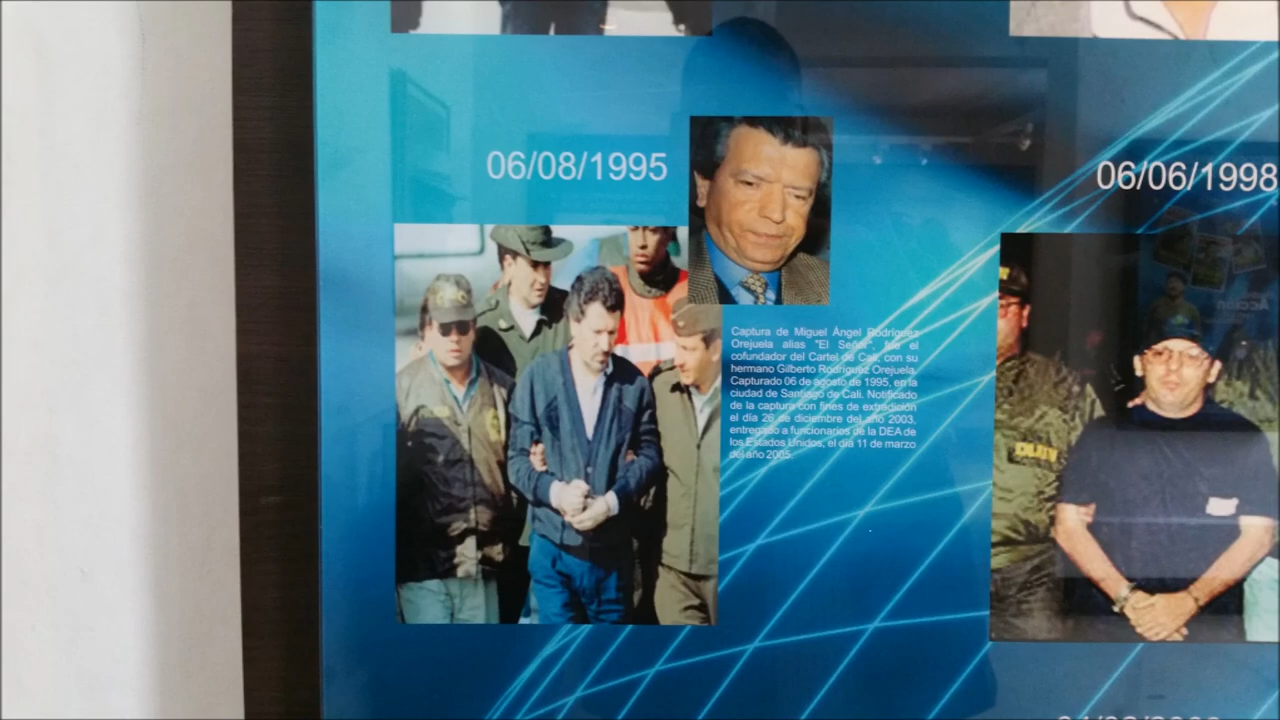 06/08/1995
06/06/1998
Captura de Miguel Ángel Rodríguez
Orejuela alias "El Señor", fue el
cofundador del Cartel de Cali, con su
hermano Gilberto Rodríguez Orejuela.
Capturado 06 de agosto de 1995, en la
ciudad de Santiago de Cali. Notificado
de la captura con fines de extradición
el día 26 de diciembre del año 2003,
entregado a funcionarios de la DEA de
los Estados Unidos, el día 11 de marzo
del año 2005.